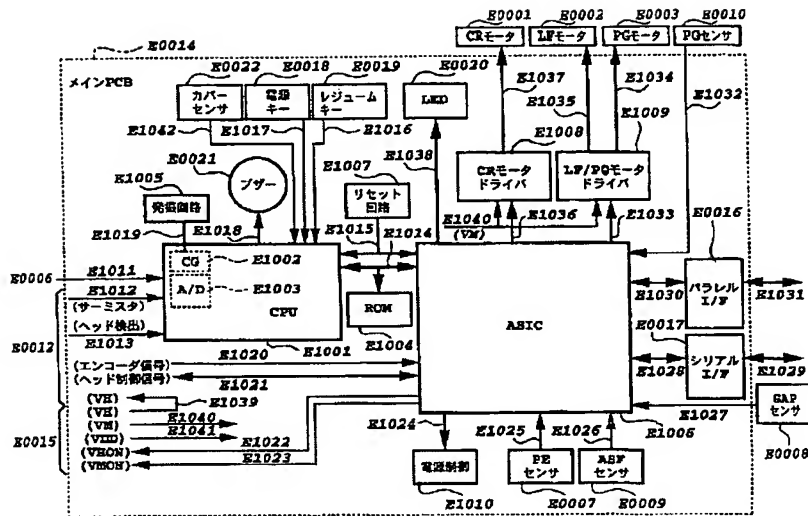 E0001 E0002 E0003 E0010
CRモータ LFモータ PGモータ PGセンサ
E0014
メインPCB
E0022 E0018 E0019 E0020
カバーセンサ 電源キー レジュームキー LED
E1042 E1017 E1016
E1037 E1034 E1035 E1032
E1008 E1009
E0021
ブザー
E1007
E1038
CRモータドライバ LF/PGモータドライバ
E1005
発振回路
リセット回路
E1019 E1018 E1015 E1014
E1040
(VM)
E1036 E1033
E0016
CG E1002
A/D E1003
CPU
ROM
E1004
ASIC
E0006 E1011
E1012
(サーミスタ)
(ヘッド検出)
E1013
E0012
E1001
E1030
パラレルI/F
E1031
E0017
(エンコーダ信号) E1020
(ヘッド制御信号) E1021
E1028
シリアルI/F
E1029
(VH)
(VH) E1039
(VM) E1040
(VDD) E1041
(VHON) E1022
(VMON) E1023
E0015
E1024 E1025 E1026 E1006
E1027
GAPセンサ
E0008
電源制御
E1010
PEセンサ
E0007
ASFセンサ
E0009